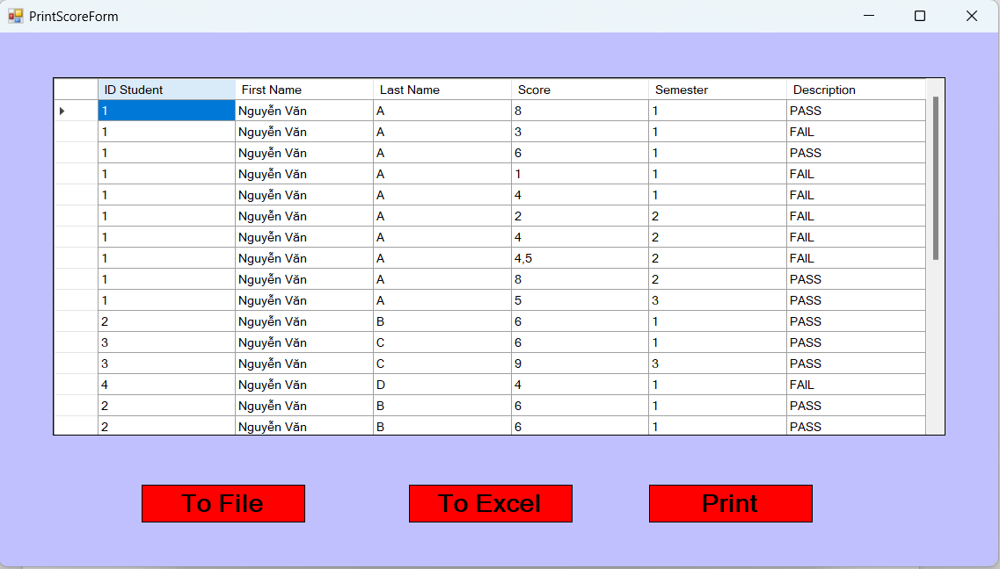 PrintScoreForm
ID Student First Name Last Name Score Semester Description
1 Nguyễn Văn A 8 1 PASS
1 Nguyễn Văn A 3 1 FAIL
1 Nguyễn Văn A 6 1 PASS
1 Nguyễn Văn A 1 1 FAIL
1 Nguyễn Văn A 4 1 FAIL
1 Nguyễn Văn A 2 2 FAIL
1 Nguyễn Văn A 4 2 FAIL
1 Nguyễn Văn A 4,5 2 FAIL
1 Nguyễn Văn A 8 2 PASS
1 Nguyễn Văn A 5 3 PASS
2 Nguyễn Văn B 6 1 PASS
3 Nguyễn Văn C 6 1 PASS
3 Nguyễn Văn C 9 3 PASS
4 Nguyễn Văn D 4 1 FAIL
2 Nguyễn Văn B 6 1 PASS
2 Nguyễn Văn B 6 1 PASS
To File To Excel Print